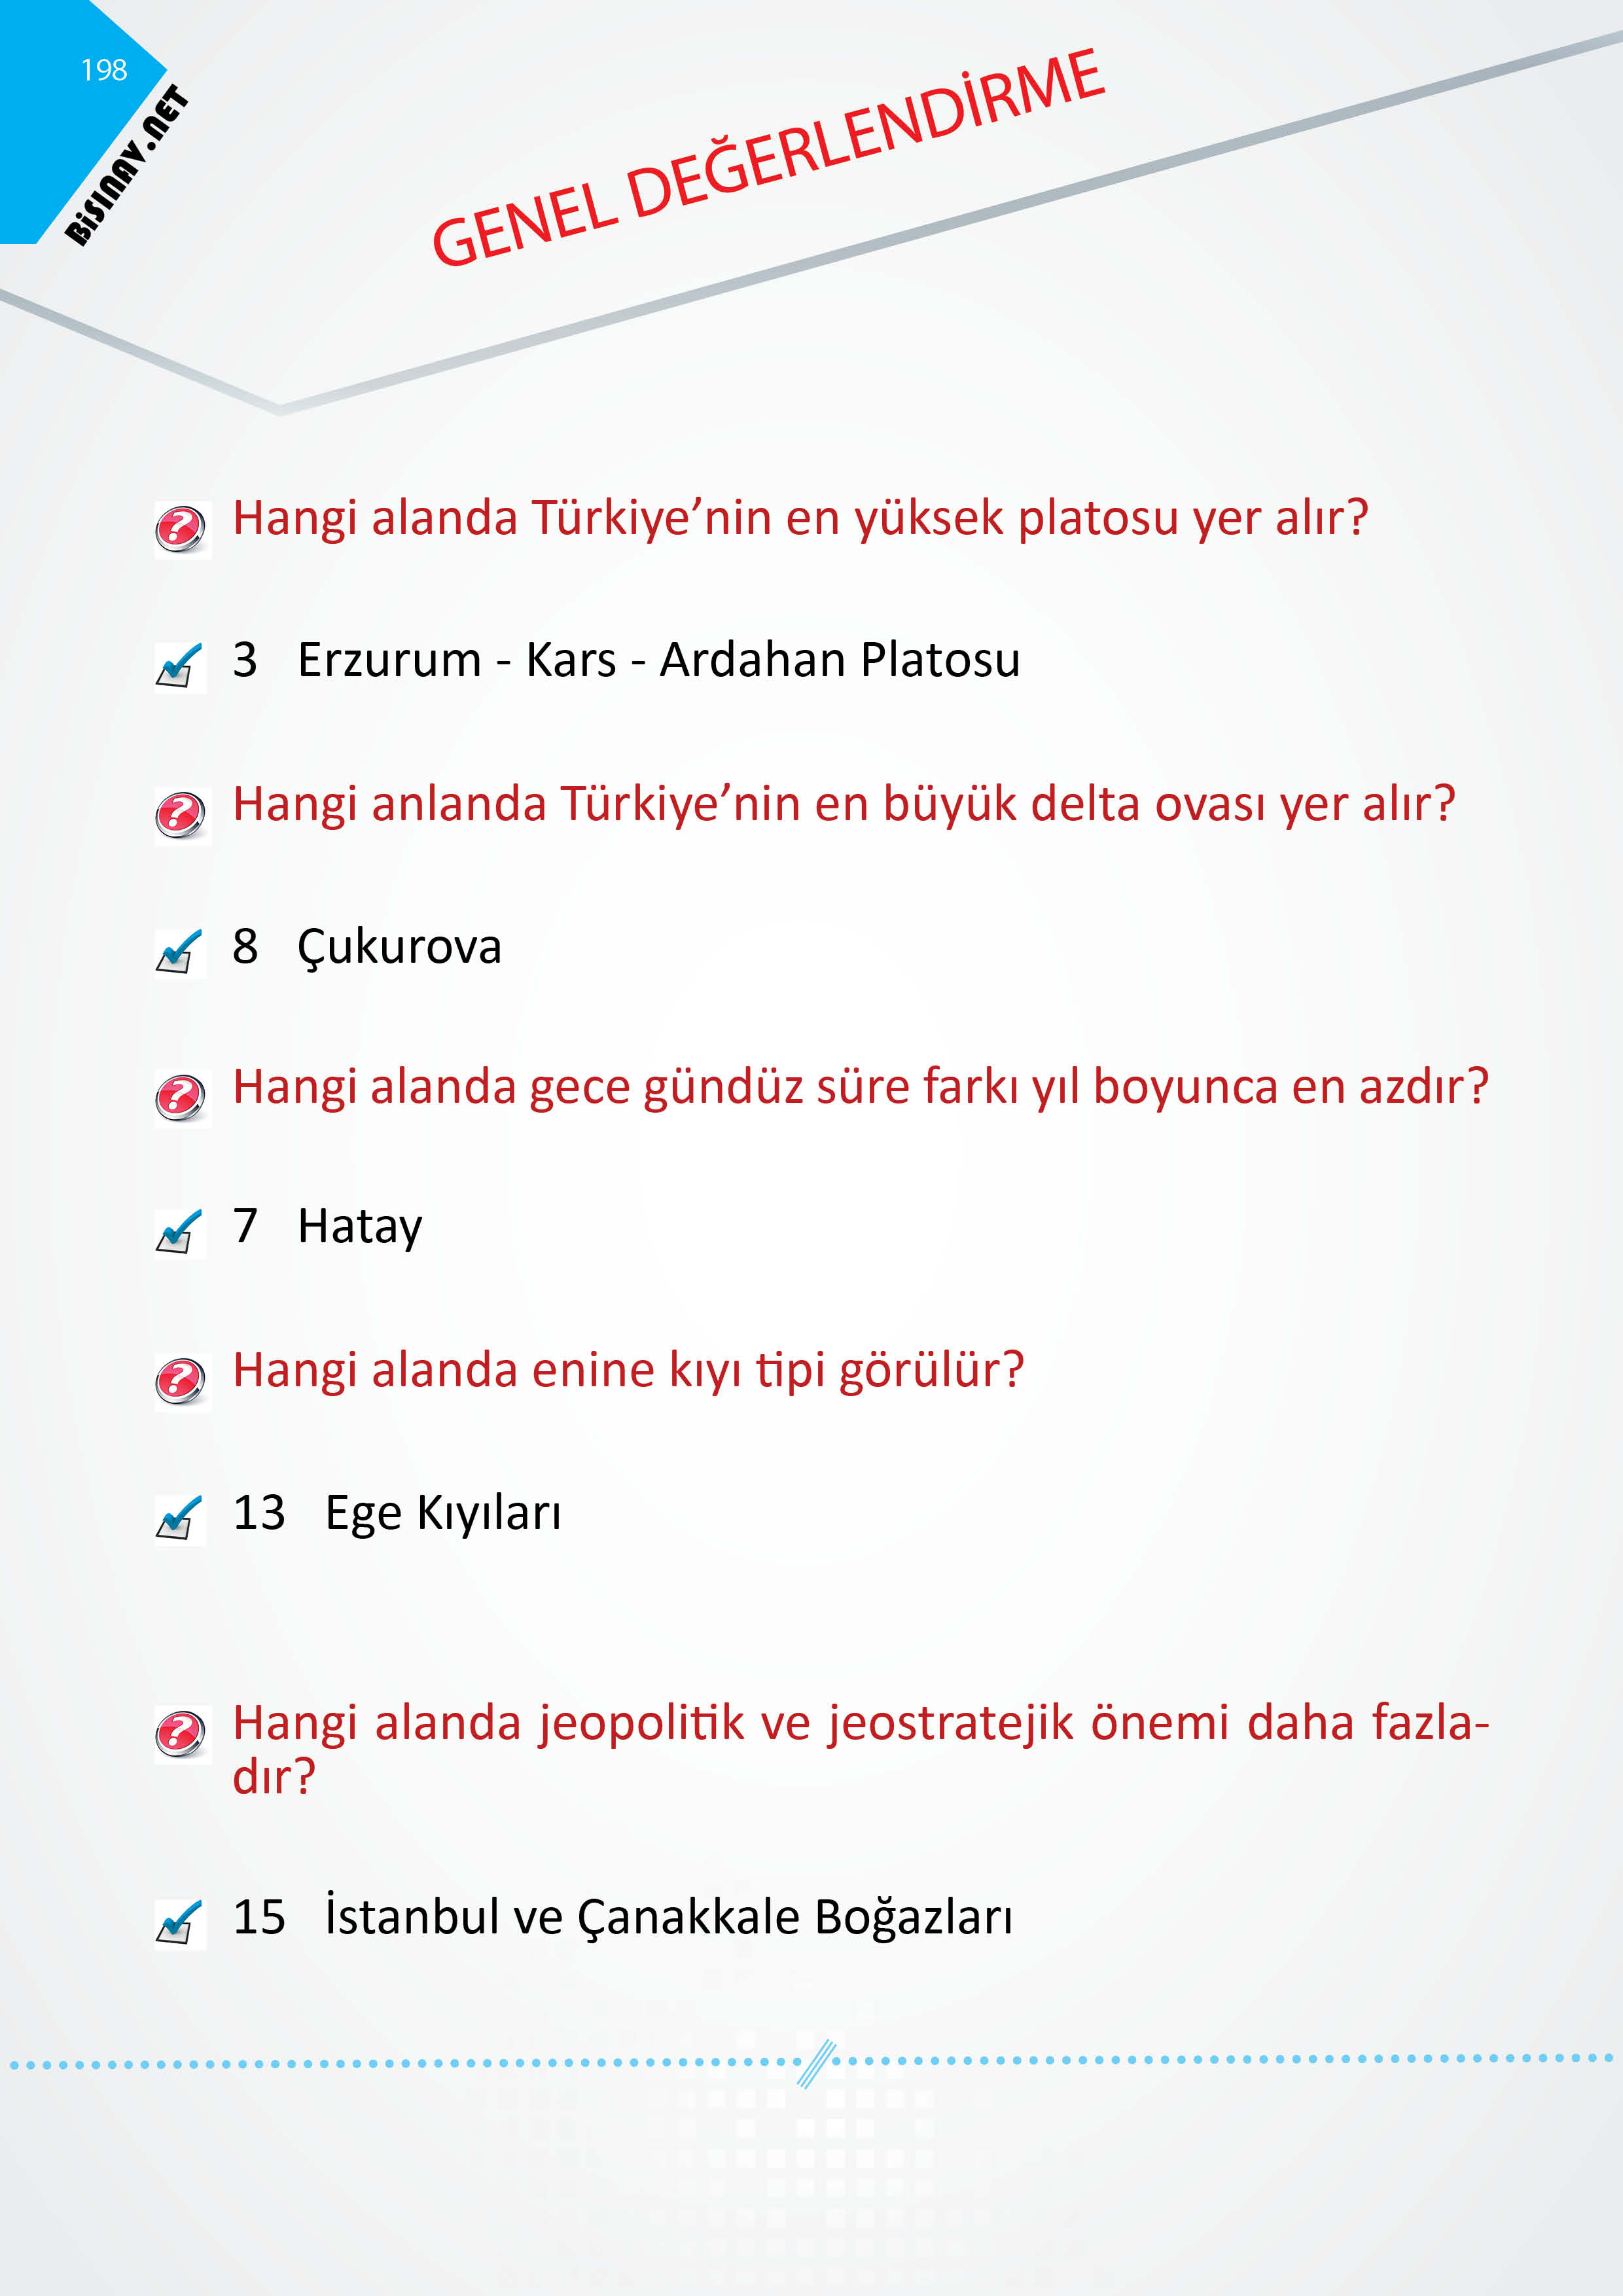 198
BiSINAV.NET
GENEL DEĞERLENDİRME
Hangi alanda Türkiye’nin en yüksek platosu yer alır?
3 Erzurum - Kars - Ardahan Platosu
Hangi anlanda Türkiye’nin en büyük delta ovası yer alır?
8 Çukurova
Hangi alanda gece gündüz süre farkı yıl boyunca en azdır?
7 Hatay
Hangi alanda enine kıyı tipi görülür?
13 Ege Kıyıları
Hangi alanda jeopolitik ve jeostratejik önemi daha fazla-
dır?
15 İstanbul ve Çanakkale Boğazları